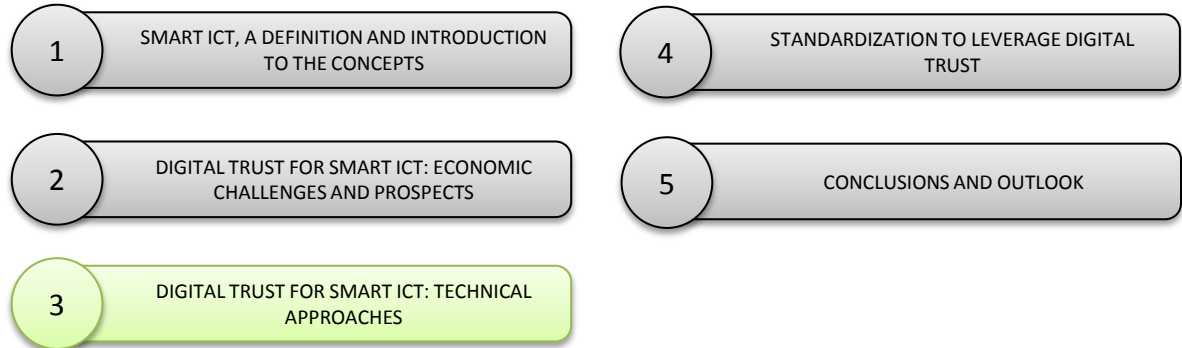 1
SMART ICT, A DEFINITION AND INTRODUCTION
TO THE CONCEPTS
2
DIGITAL TRUST FOR SMART ICT: ECONOMIC
CHALLENGES AND PROSPECTS
3
DIGITAL TRUST FOR SMART ICT: TECHNICAL
APPROACHES
4
STANDARDIZATION TO LEVERAGE DIGITAL
TRUST
5
CONCLUSIONS AND OUTLOOK